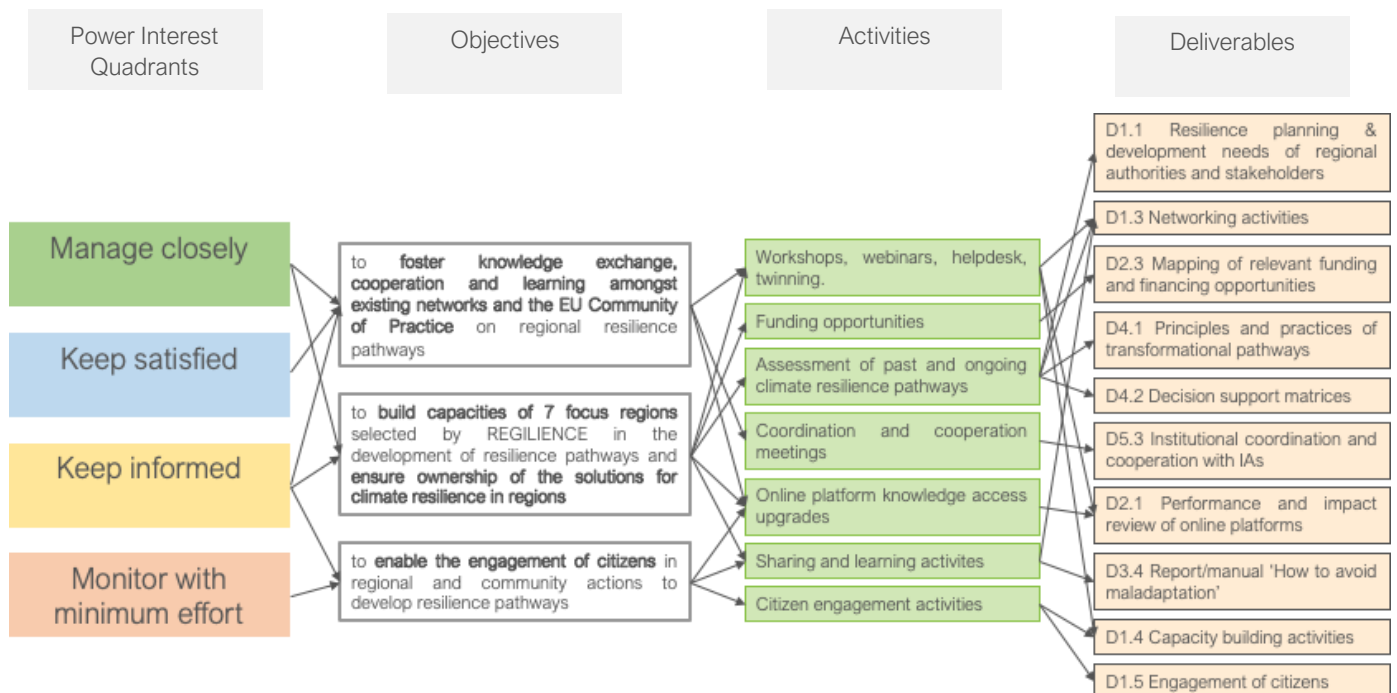 Power Interest
Quadrants
Objectives
Activities
Deliverables
Manage closely
Keep satisfied
Keep informed
Monitor with
minimum effort
to foster knowledge exchange,
cooperation and learning amongst
existing networks and the EU Community
of Practice on regional resilience
pathways
to build capacities of 7 focus regions
selected by REGILIENCE in the
development of resilience pathways and
ensure ownership of the solutions for
climate resilience in regions
to enable the engagement of citizens in
regional and community actions to
develop resilience pathways
Workshops, webinars, helpdesk,
twinning.
Funding opportunities
Assessment of past and ongoing
climate resilience pathways
Coordination and cooperation
meetings
Online platform knowledge access
upgrades
Sharing and learning activites
Citizen engagement activities
D1.1 Resilience planning &
development needs of regional
authorities and stakeholders
D1.3 Networking activities
D2.3 Mapping of relevant funding
and financing opportunities
D4.1 Principles and practices of
transformational pathways
D4.2 Decision support matrices
D5.3 Institutional coordination and
cooperation with IAs
D2.1 Performance and impact
review of online platforms
D3.4 Report/manual 'How to avoid
maladaptation'
D1.4 Capacity building activities
D1.5 Engagement of citizens